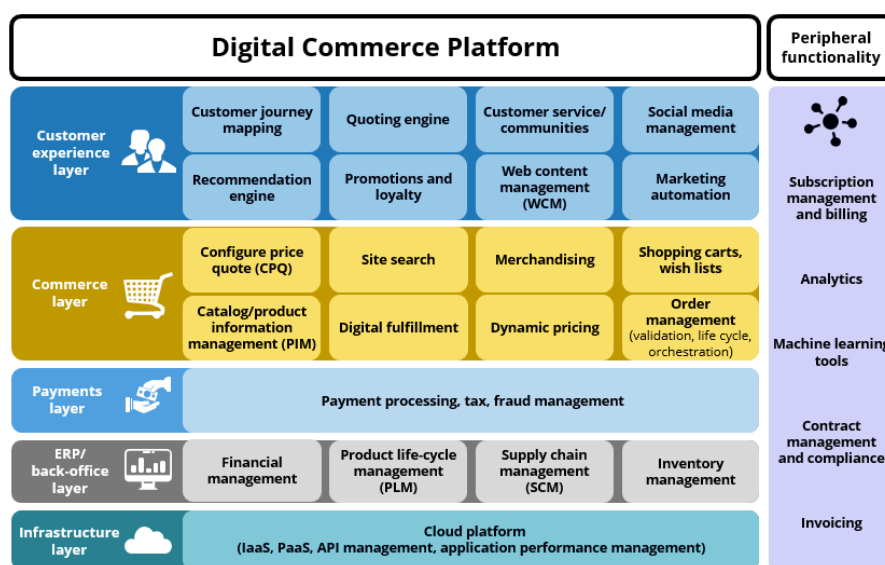 Digital Commerce Platform
Peripheral
functionality
Customer
experience
layer
Customer journey
mapping
Quoting engine
Customer service/
communities
Social media
management
Recommendation
engine
Promotions and
loyalty
Web content
management
(WCM)
Marketing
automation
Commerce
layer
Configure price
quote (CPQ)
Site search
Merchandising
Shopping carts,
wish lists
Catalog/product
information
management (PIM)
Digital fulfillment
Dynamic pricing
Order
management
(validation, life cycle,
orchestration)
Payments
layer
Payment processing, tax, fraud management
ERP/
back-office
layer
Financial
management
Product life-cycle
management
(PLM)
Supply chain
management
(SCM)
Inventory
management
Infrastructure
layer
Cloud platform
(IaaS, PaaS, API management, application performance management)
Subscription
management
and billing
Analytics
Machine learning
tools
Contract
management
and compliance
Invoicing